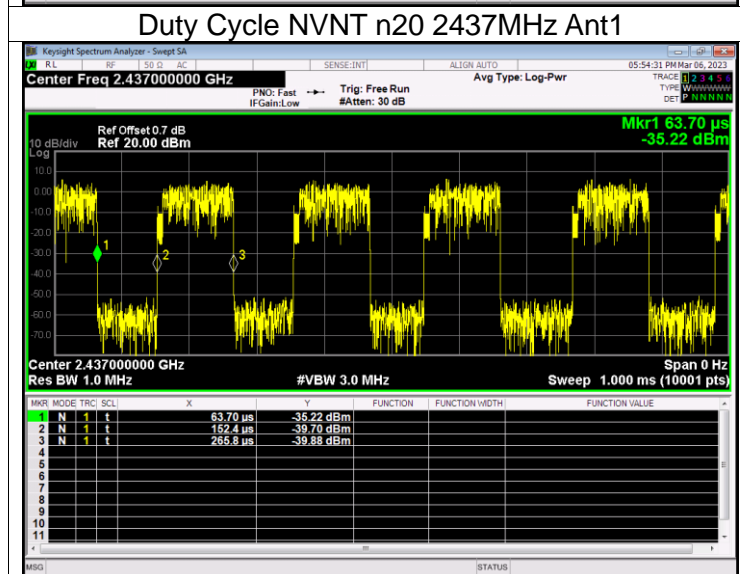 Duty Cycle NVNT n20 2437MHz Ant1
Keysight Spectrum Analyzer - Swept SA
RL RF 50 Ω AC SENSE:INT ALIGN AUTO 05:54:31 PM Mar 06, 2023
Center Freq 2.437000000 GHz Avg Type: Log-Pwr TRACE 1 2 3 4 5 6
PNO: Fast Trig: Free Run TYPE WWWWWW
IFGain:Low #Atten: 30 dB DET P N N N N N
Ref Offset 0.7 dB Mkr1 63.70 µs
10 dB/div Ref 20.00 dBm -35.22 dBm
Log
10.0
0.00
-10.0
-20.0
-30.0
-40.0
-50.0
-60.0
-70.0
1
2
3
Center 2.437000000 GHz Span 0 Hz
Res BW 1.0 MHz #VBW 3.0 MHz Sweep 1.000 ms (10001 pts)
MKR MODE TRC SCL X Y FUNCTION FUNCTION WIDTH FUNCTION VALUE
1 N 1 t 63.70 µs -35.22 dBm
2 N 1 t 152.4 µs -39.70 dBm
3 N 1 t 265.8 µs -39.88 dBm
4
5
6
7
8
9
10
11
MSG STATUS